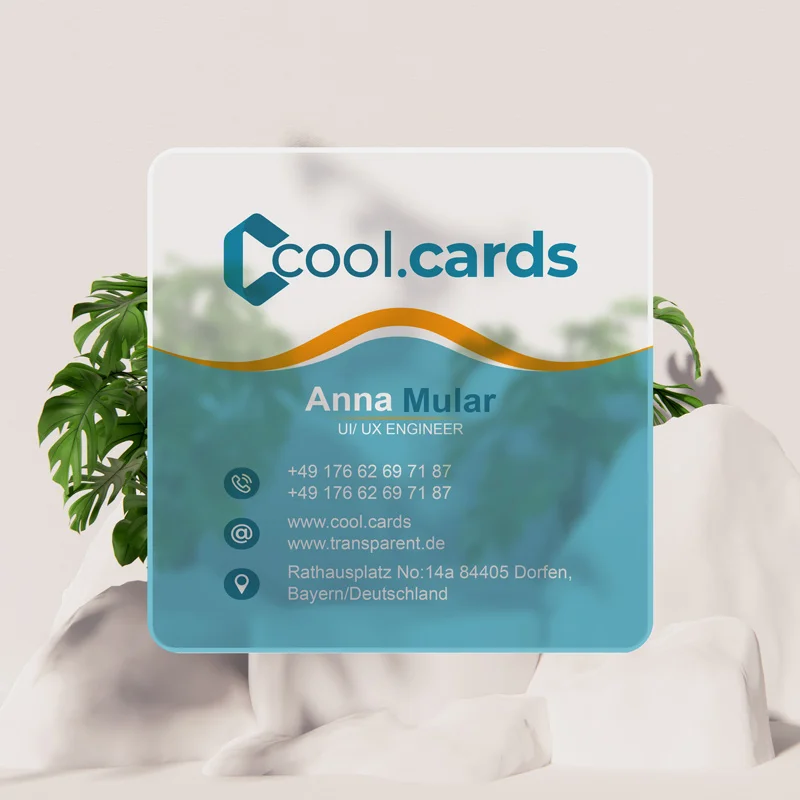 cool.cards
Anna Mular
UI/ UX ENGINEER
+49 176 62 69 71 87
+49 176 62 69 71 87
www.cool.cards
www.transparent.de
Rathausplatz No:14a 84405 Dorfen,
Bayern/Deutschland